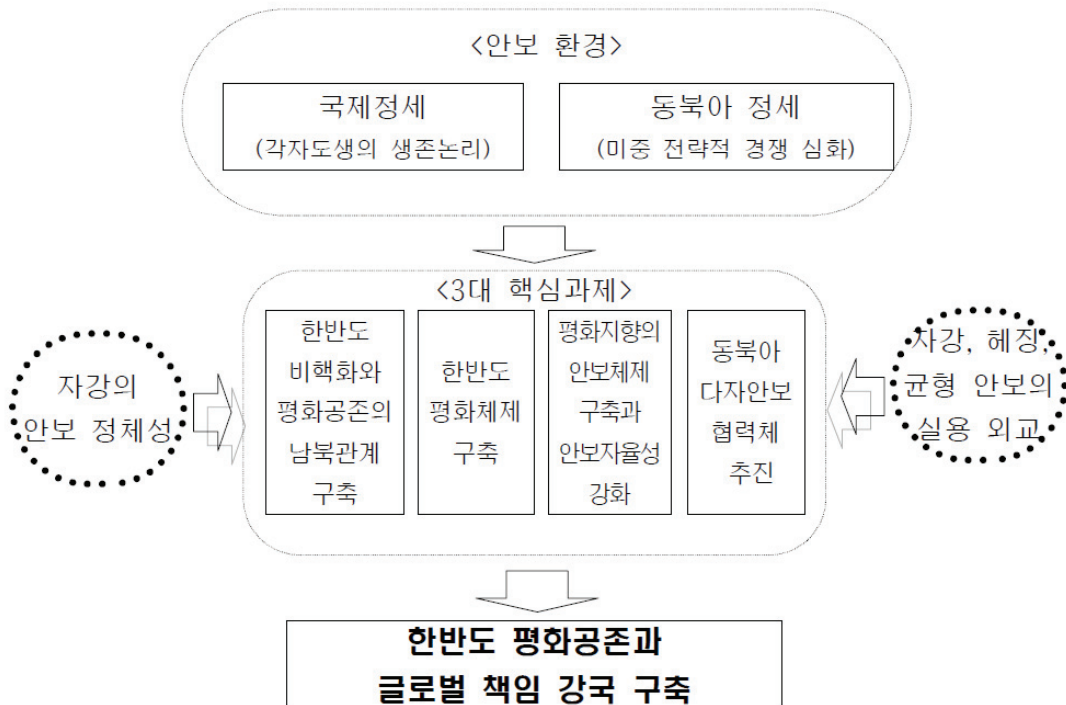 <안보 환경>
국제정세
(각자도생의 생존논리)
동북아 정세
(미중 전략적 경쟁 심화)
<3대 핵심과제>
자강의
안보 정체성
한반도
비핵화와
평화공존의
남북관계
구축
한반도
평화체제
구축
평화지향의
안보체제
구축과
안보자율성
강화
동북아
다자안보
협력체
추진
자강, 헤징,
균형 안보의
실용 외교
한반도 평화공존과
글로벌 책임 강국 구축